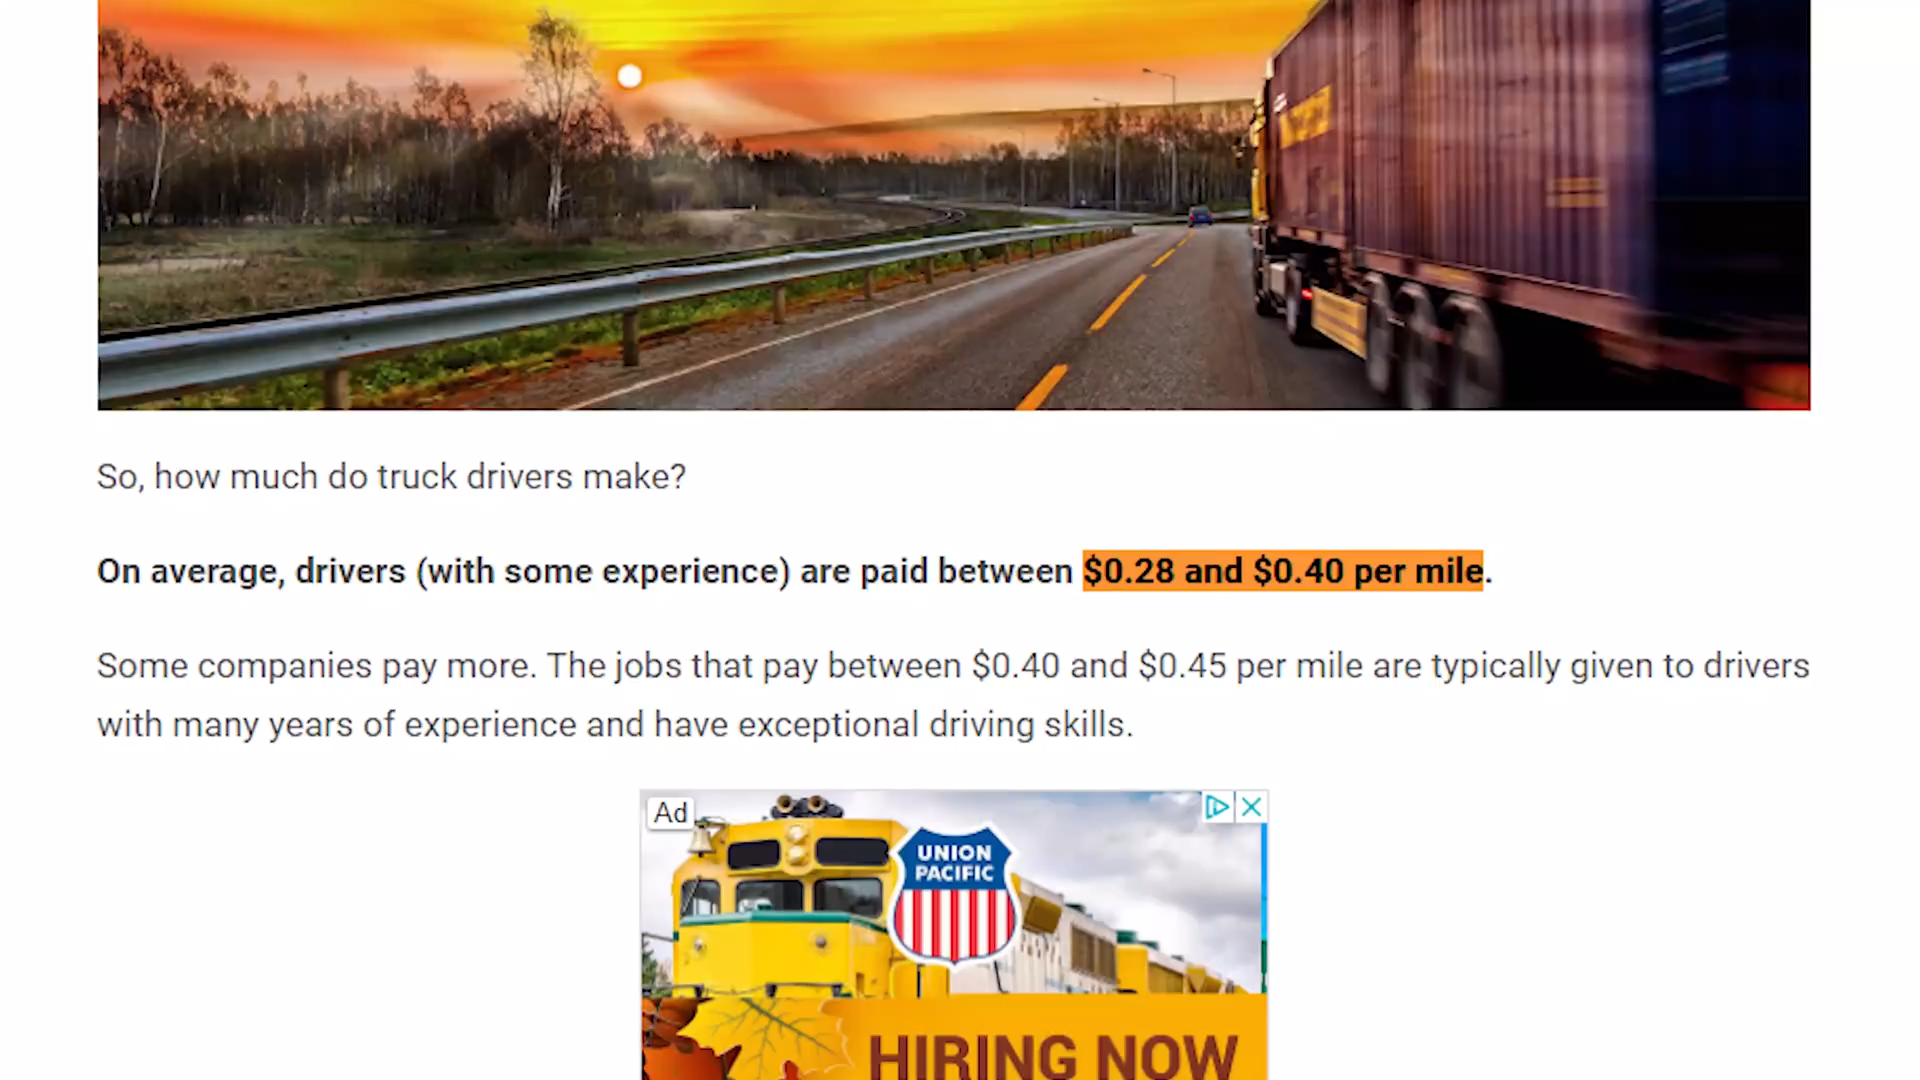 So, how much do truck drivers make?
On average, drivers (with some experience) are paid between $0.28 and $0.40 per mile.
Some companies pay more. The jobs that pay between $0.40 and $0.45 per mile are typically given to drivers
with many years of experience and have exceptional driving skills.
Ad
UNION
PACIFIC
HIRING NOW